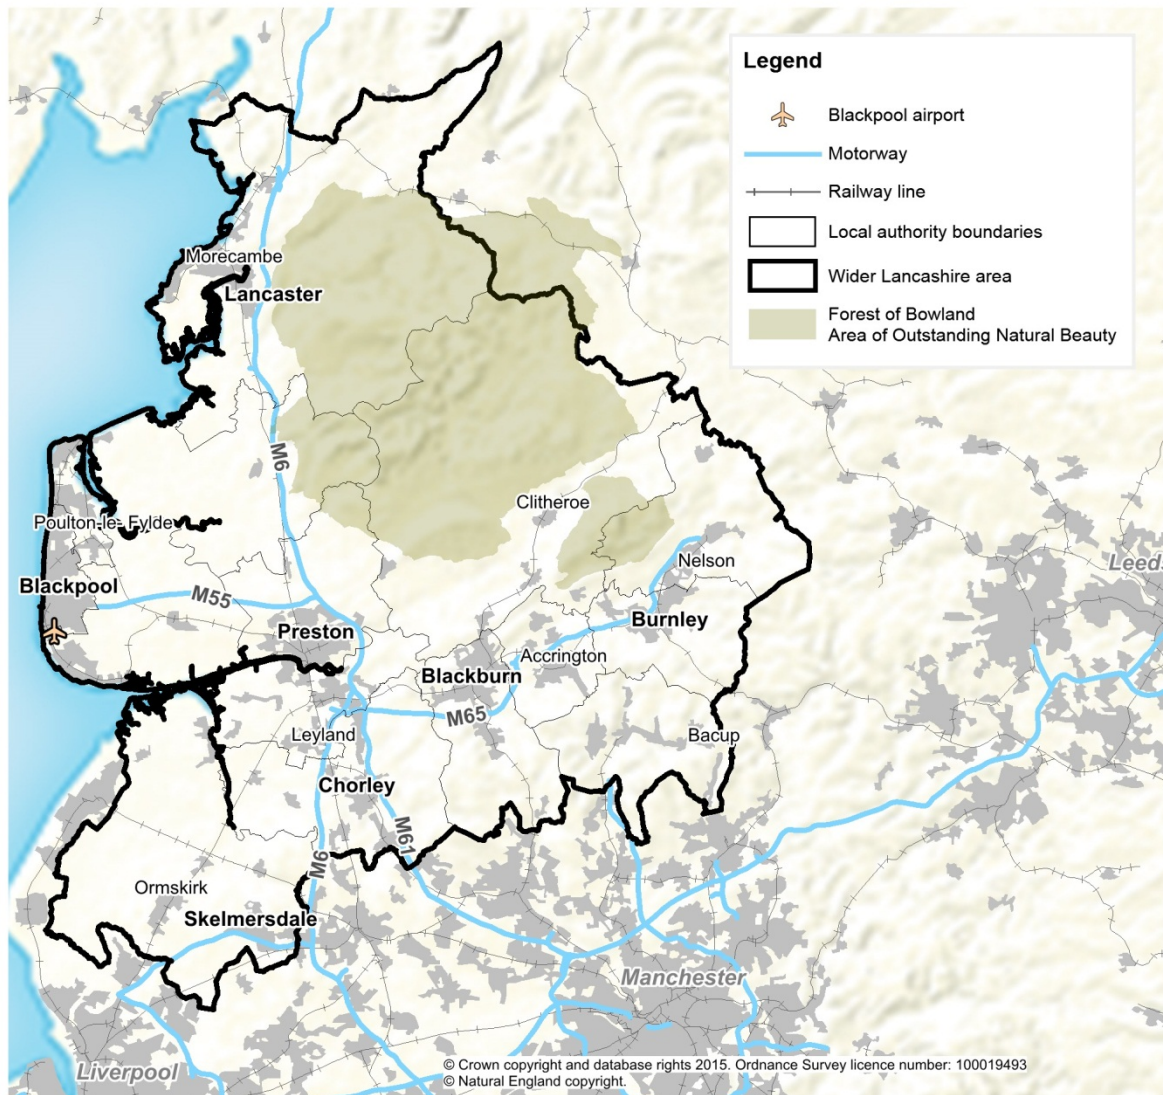 Legend
Blackpool airport
Motorway
Railway line
Local authority boundaries
Wider Lancashire area
Forest of Bowland
Area of Outstanding Natural Beauty
Morecambe
Lancaster
M6
Clitheroe
Poulton-le- Fylde
Nelson
Leeds
Blackpool
M55
Preston
Burnley
Accrington
Blackburn
M65
Leyland
Bacup
Chorley
M61
M6
Ormskirk
Skelmersdale
Manchester
Liverpool
© Crown copyright and database rights 2015. Ordnance Survey licence number: 100019493
© Natural England copyright.